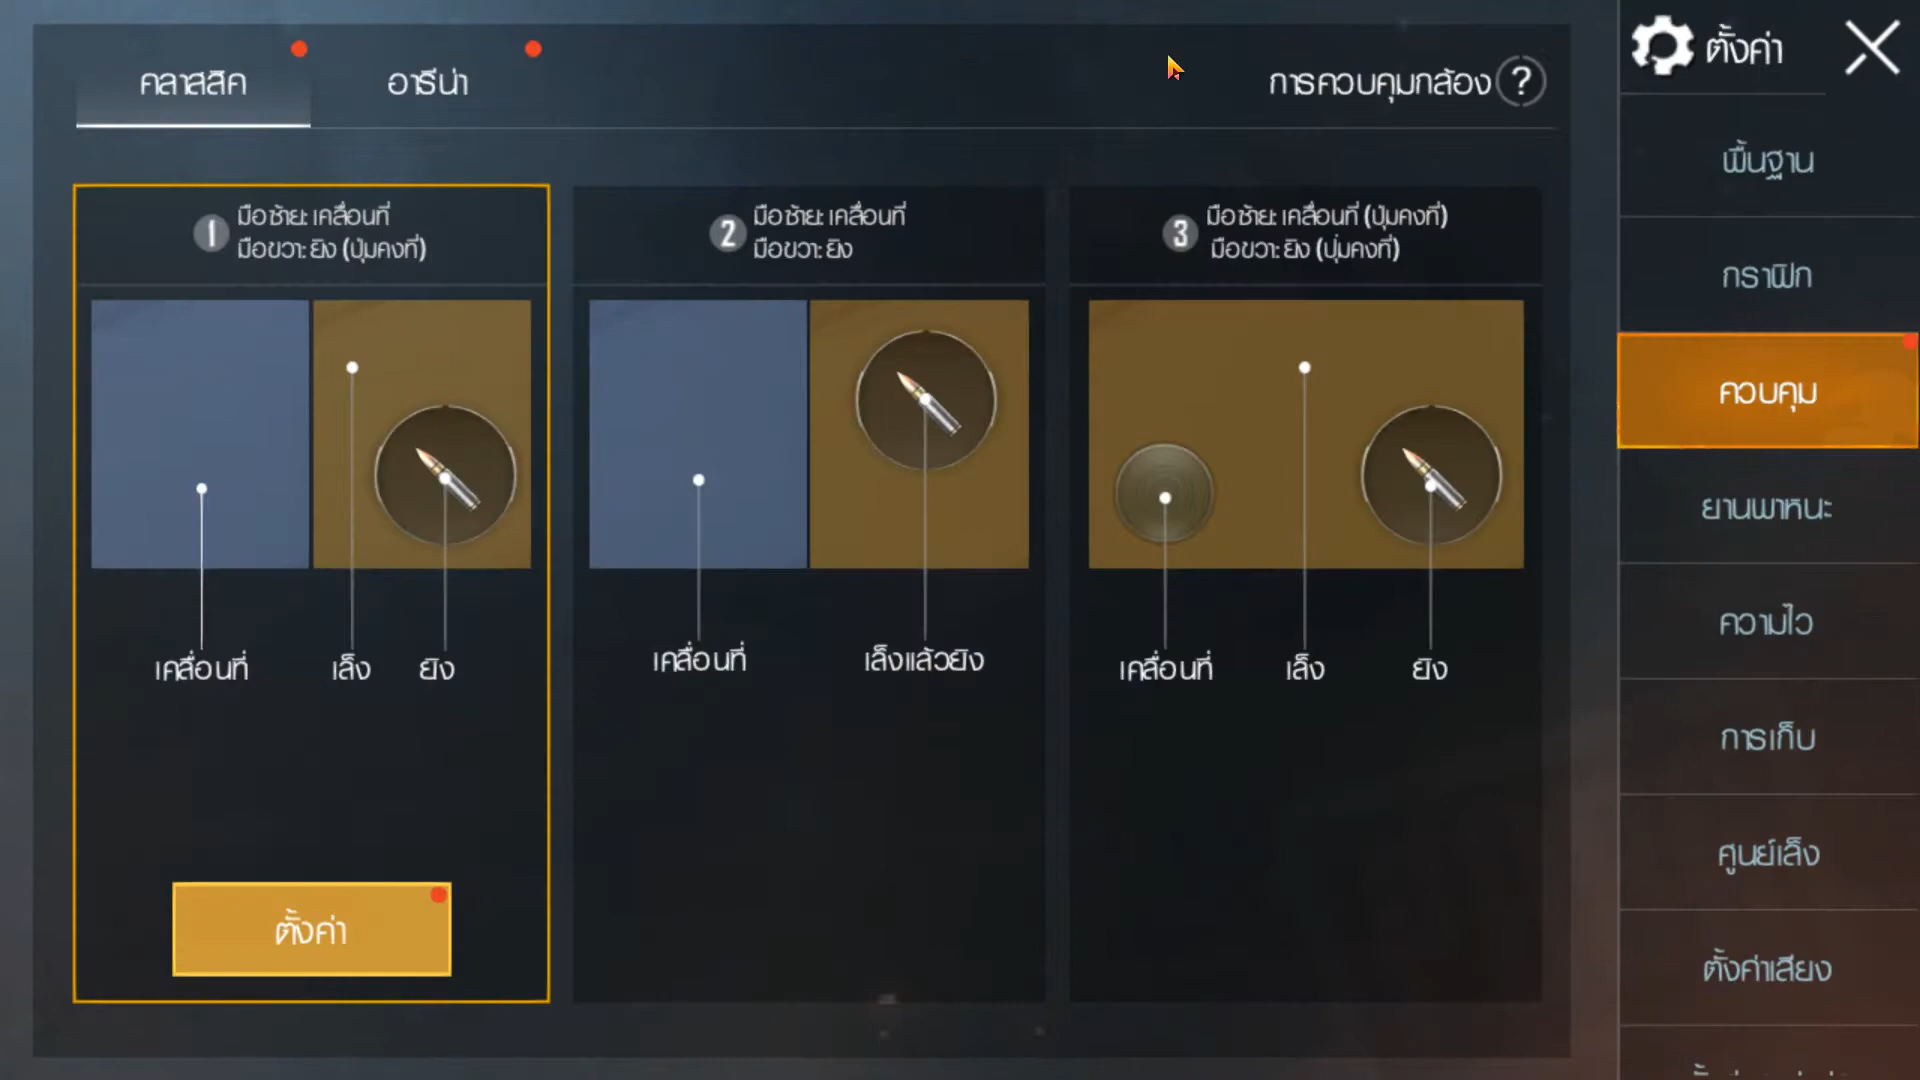 คลาสสิค
อารีน่า
การควบคุมกล้อง ?
1
มือซ้าย: เคลื่อนที่
มือขวา: ยิง (ปุ่มคงที่)
เคลื่อนที่
เล็ง
ยิง
ตั้งค่า
2
มือซ้าย: เคลื่อนที่
มือขวา: ยิง
เคลื่อนที่
เล็งแล้วยิง
3
มือซ้าย: เคลื่อนที่ (ปุ่มคงที่)
มือขวา: ยิง (ปุ่มคงที่)
เคลื่อนที่
เล็ง
ยิง
ตั้งค่า
พื้นฐาน
กราฟิก
ควบคุม
ยานพาหนะ
ความไว
การเก็บ
ศูนย์เล็ง
ตั้งค่าเสียง